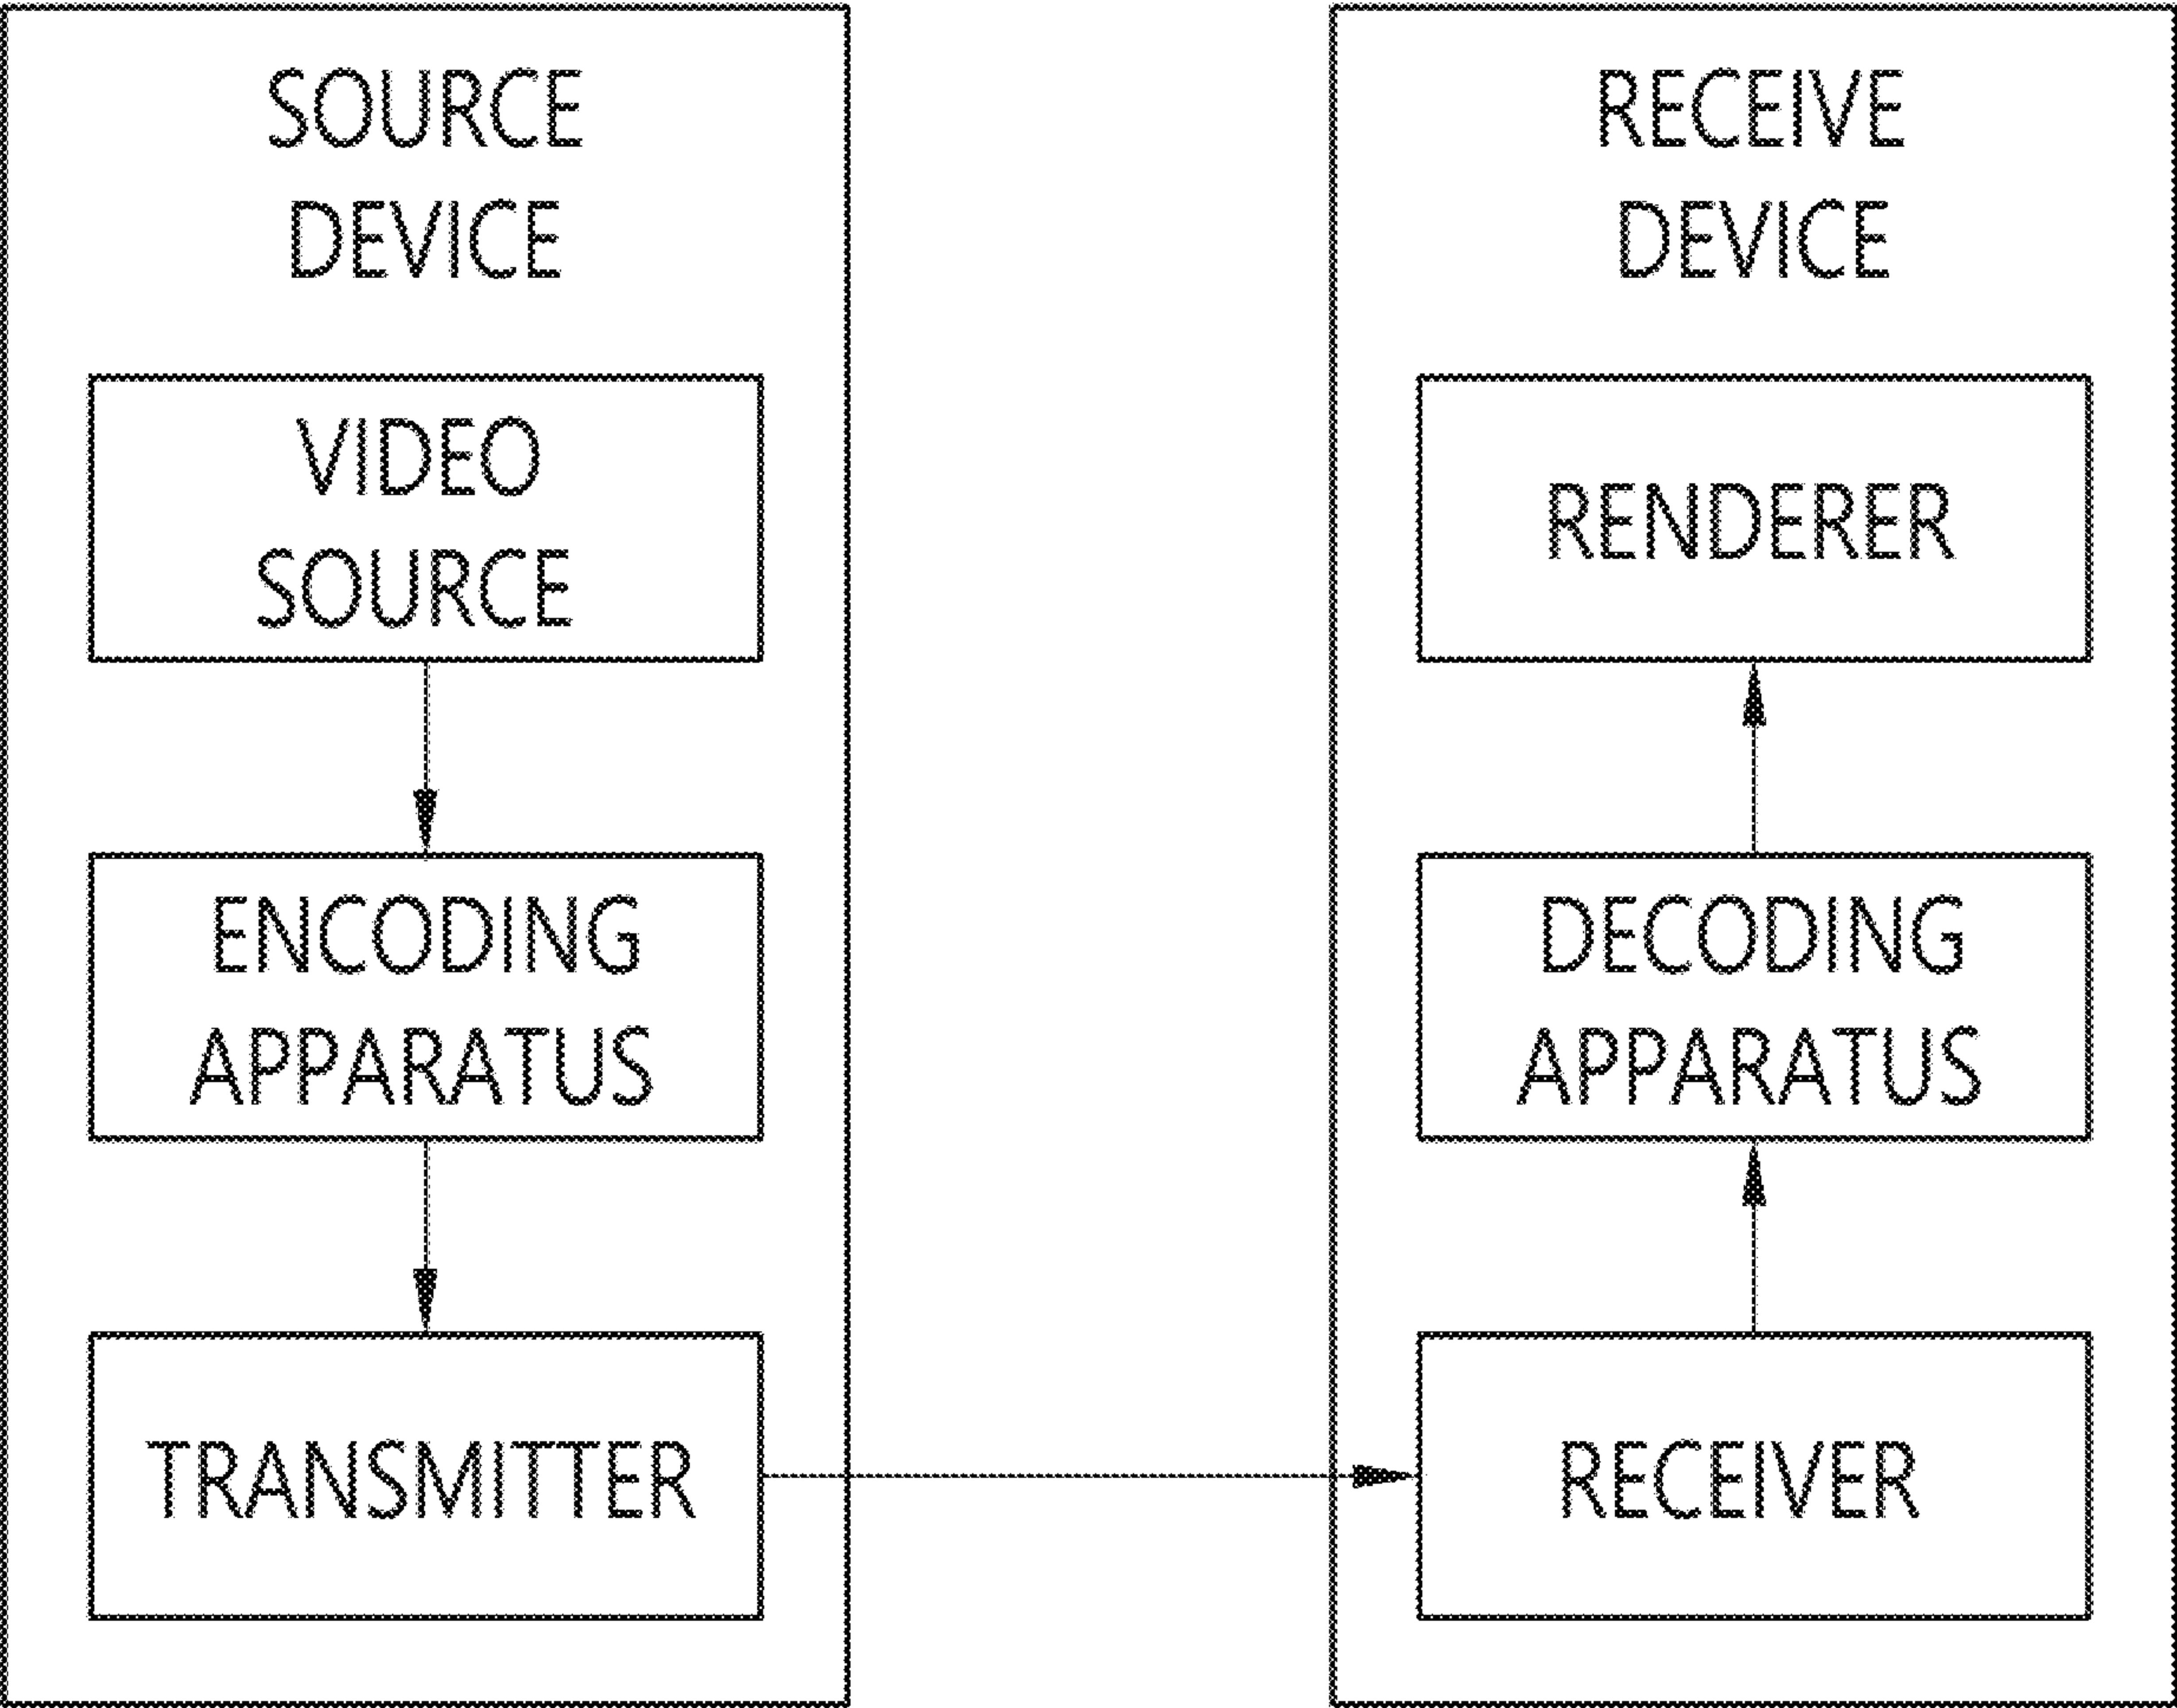 SOURCE
DEVICE
VIDEO
SOURCE
ENCODING
APPARATUS
TRANSMITTER
RECEIVE
DEVICE
RENDERER
DECODING
APPARATUS
RECEIVER